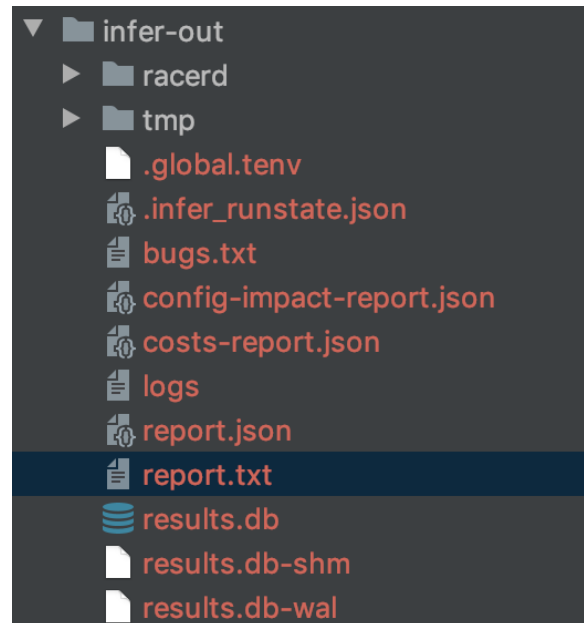 infer-out
racerd
tmp
.global.tenv
.infer_runstate.json
bugs.txt
config-impact-report.json
costs-report.json
logs
report.json
report.txt
results.db
results.db-shm
results.db-wal